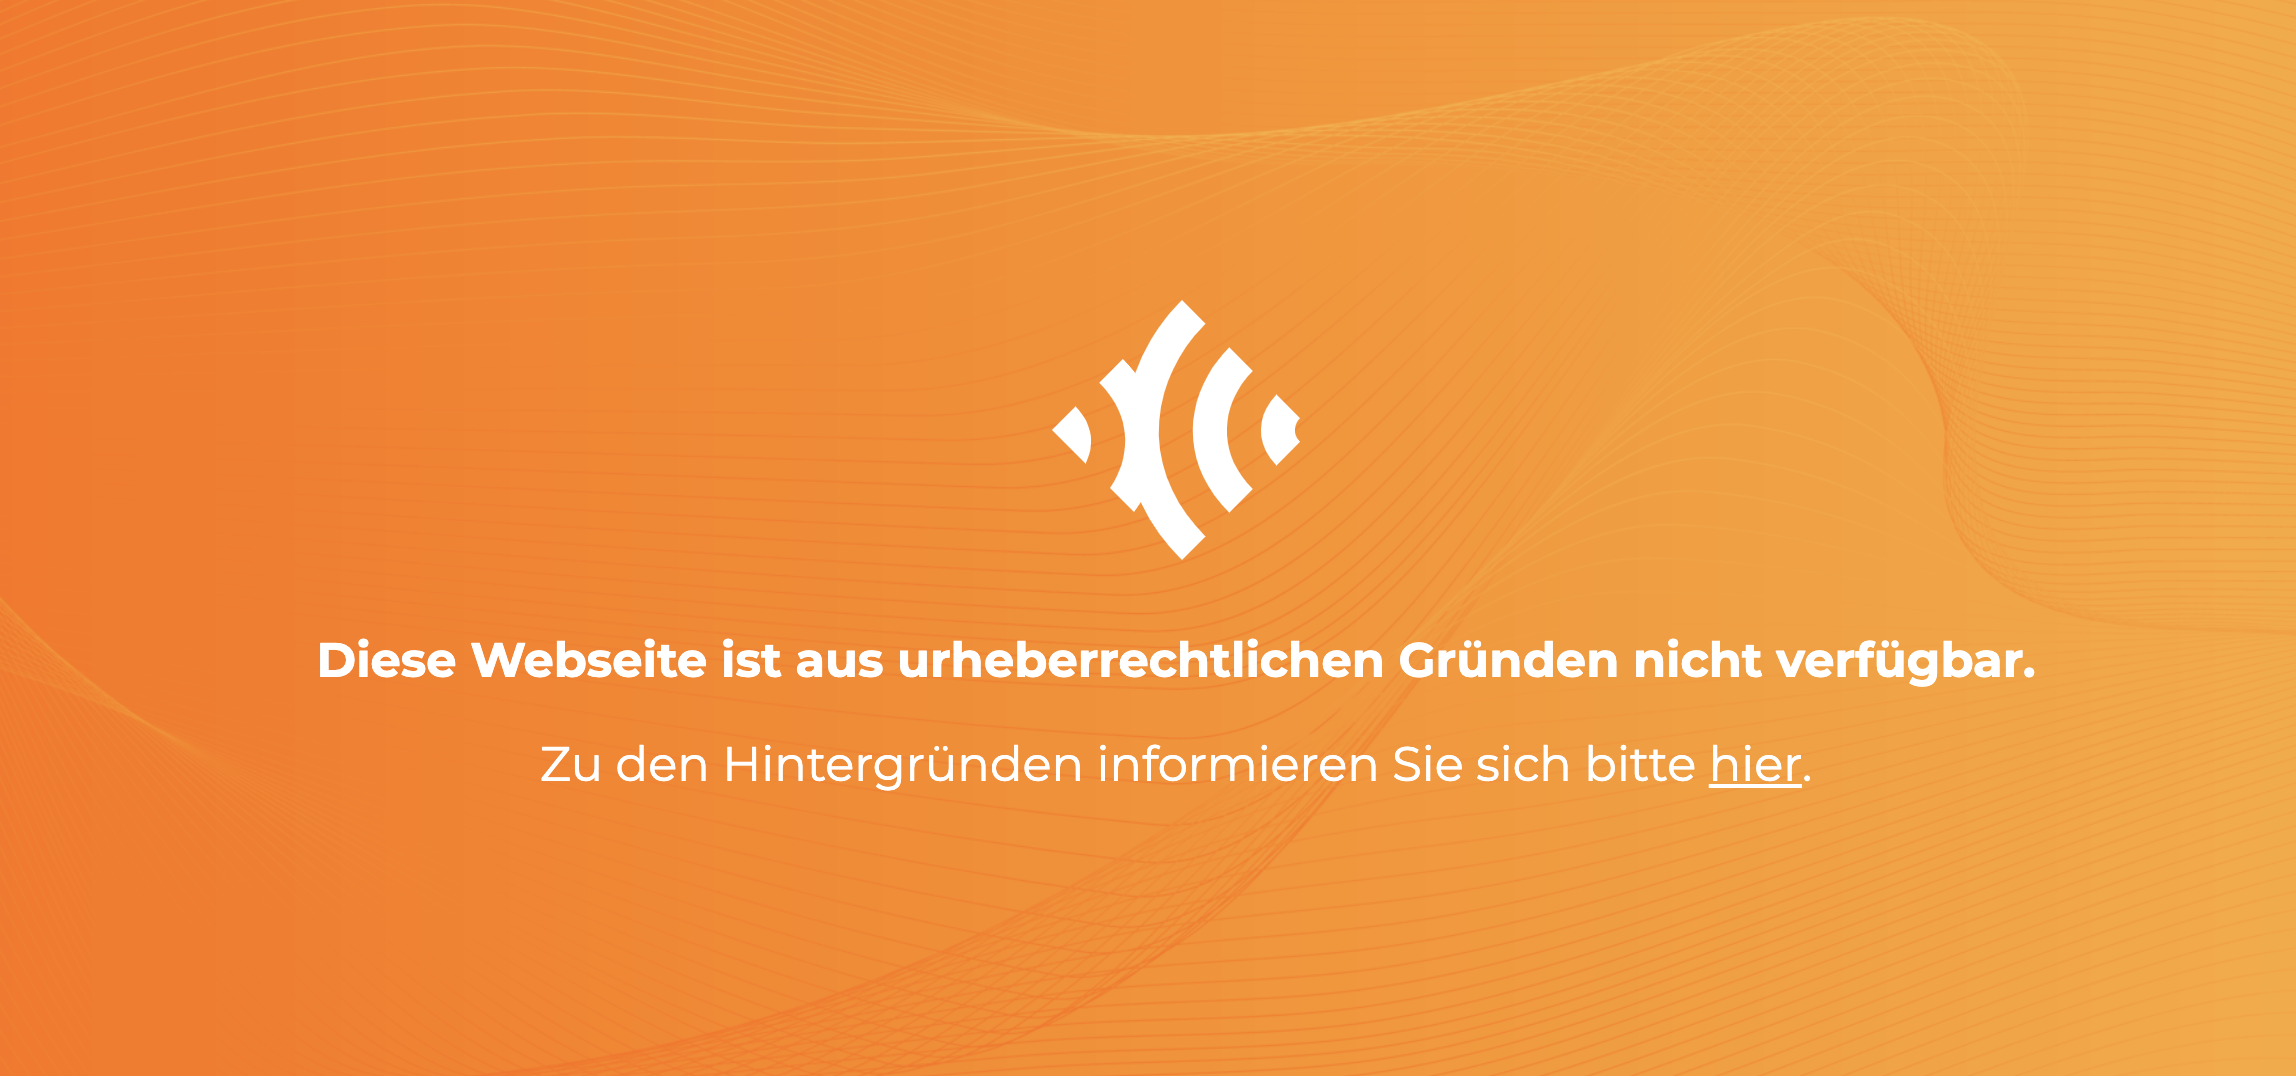 Diese Webseite ist aus urheberrechtlichen Gründen nicht verfügbar.
Zu den Hintergründen informieren Sie sich bitte hier.